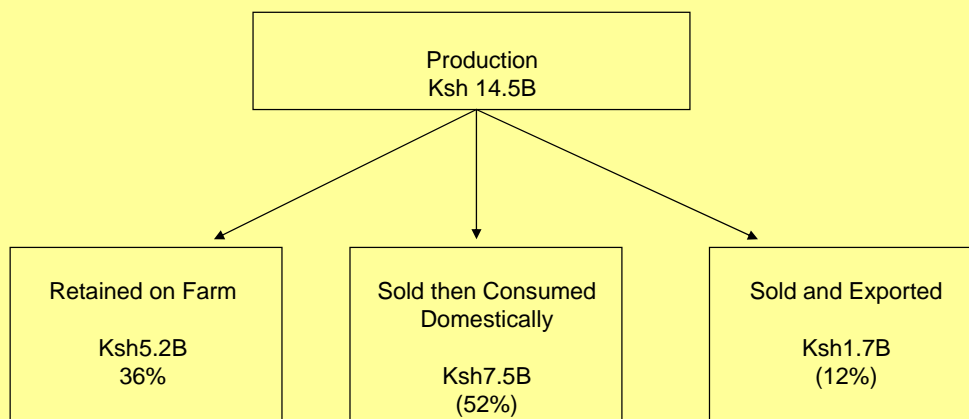 Production
Ksh 14.5B
Retained on Farm
Ksh5.2B
36%
Sold then Consumed
Domestically
Ksh7.5B
(52%)
Sold and Exported
Ksh1.7B
(12%)